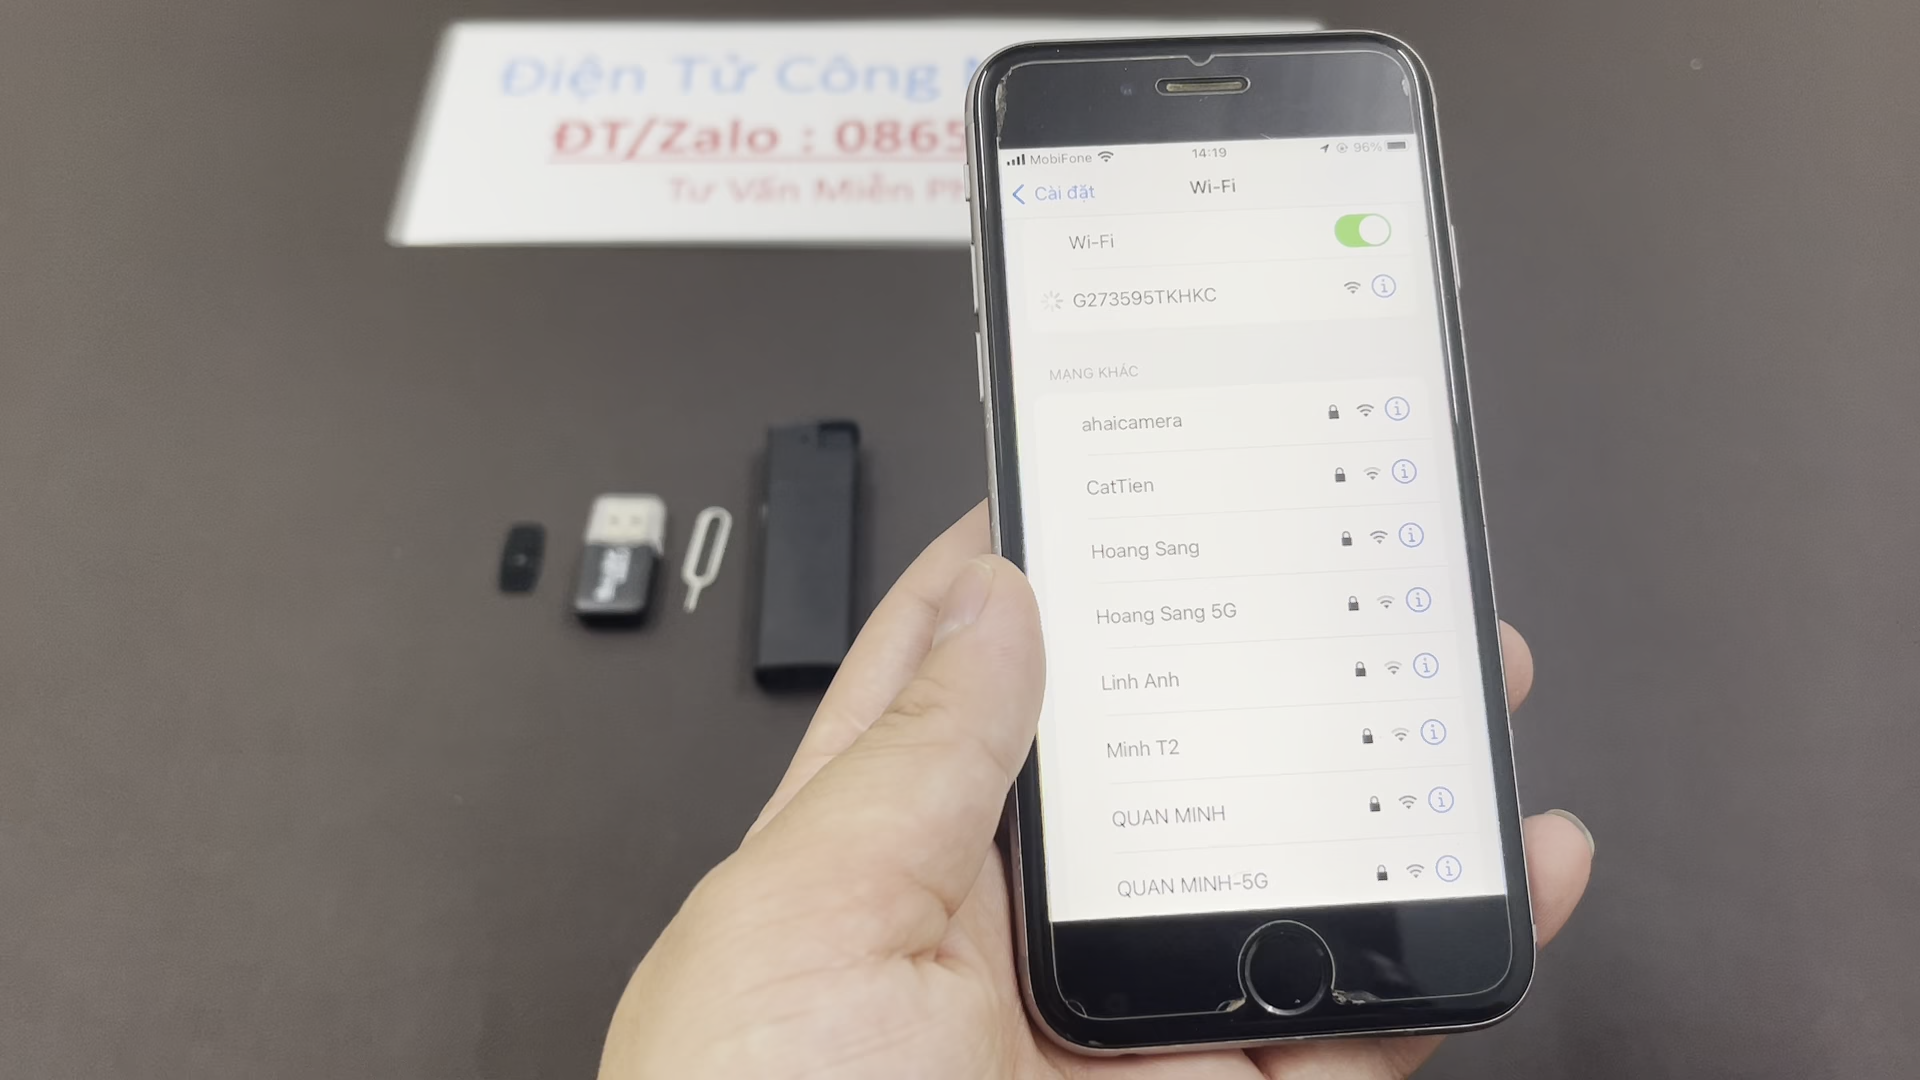 Điện Tử Công
ĐT/Zalo : 0865
Tư Vấn Miễn
MobiFone 14:19 96%
Cài đặt Wi-Fi
Wi-Fi
G273595TKHKC
MẠNG KHÁC
ahaicamera
CatTien
Hoang Sang
Hoang Sang 5G
Linh Anh
Minh T2
QUAN MINH
QUAN MINH-5G